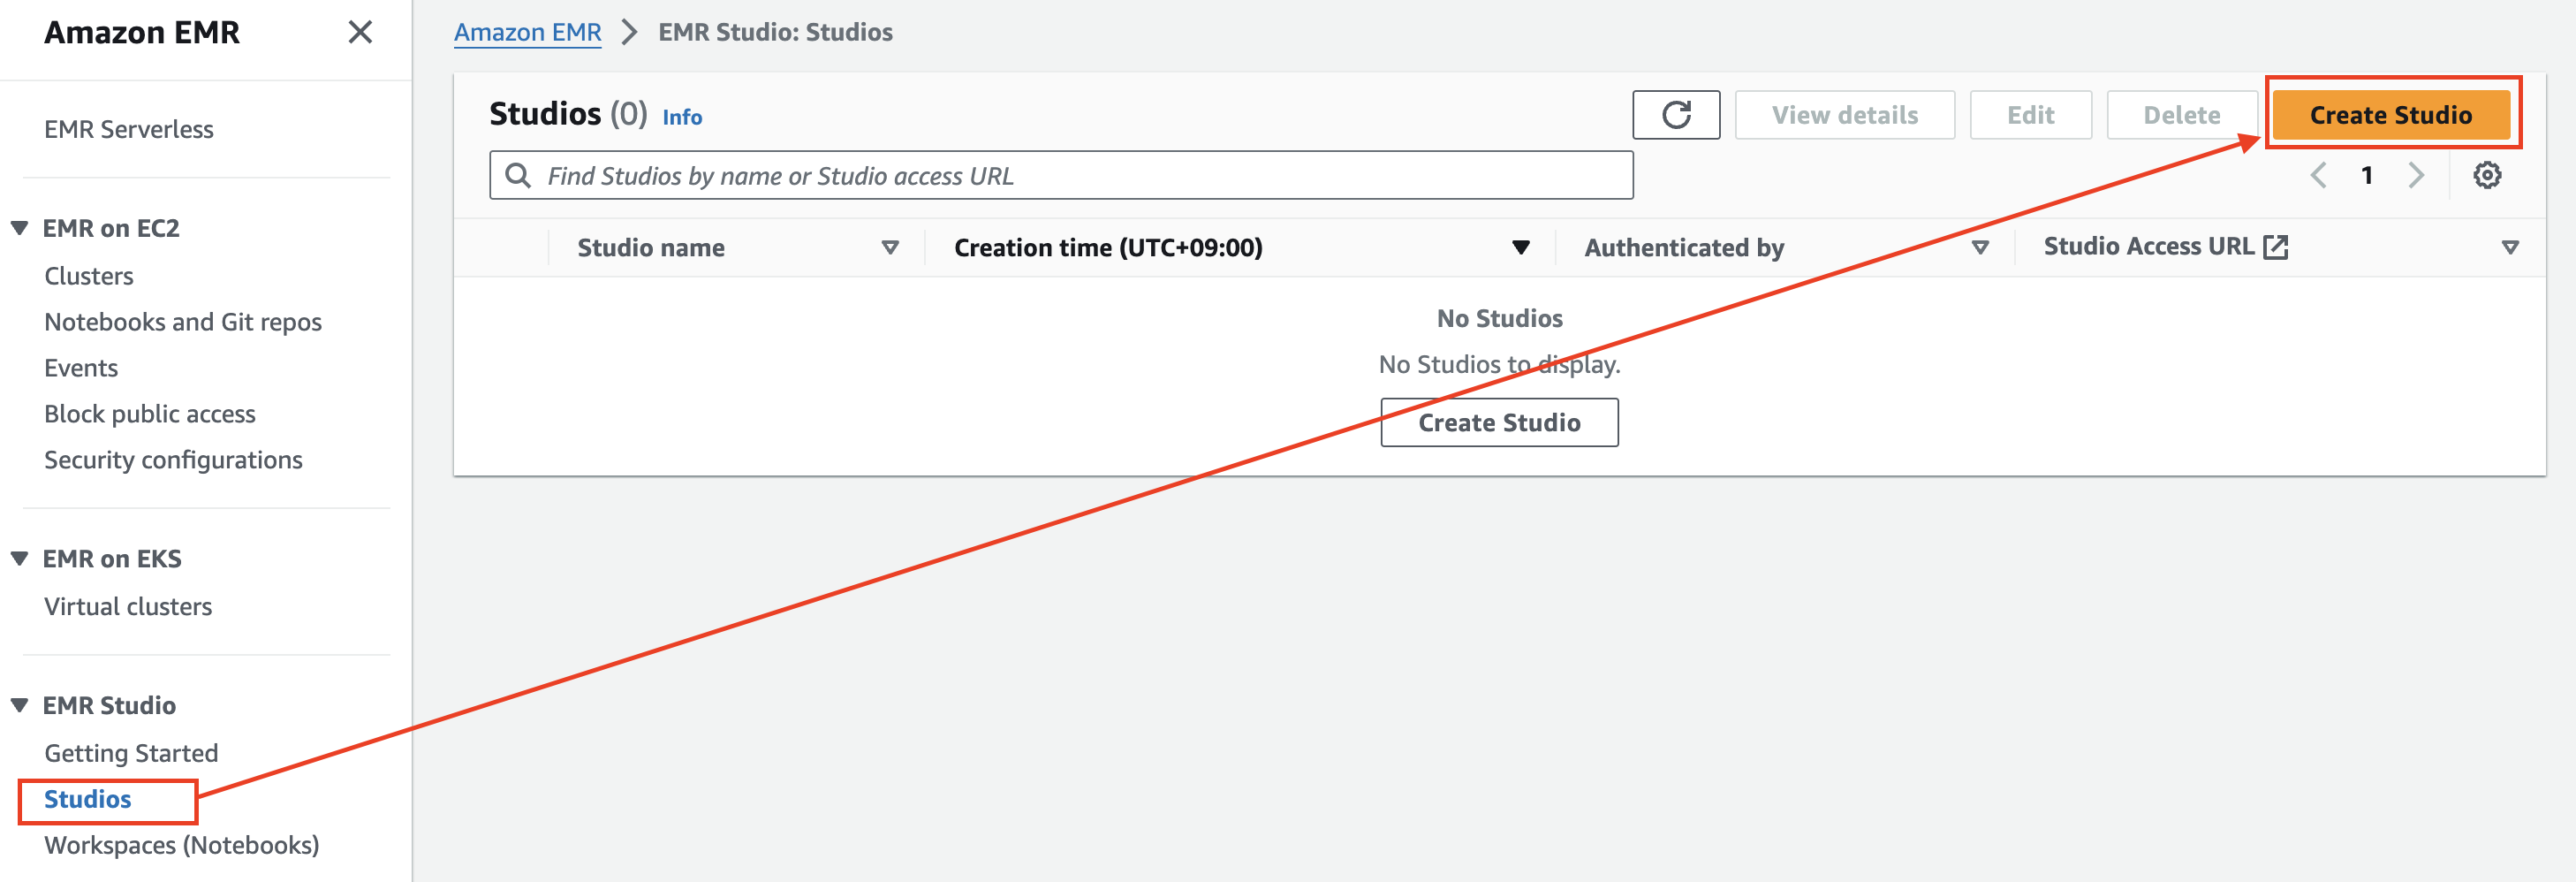 Amazon EMR
EMR Serverless
EMR on EC2
Clusters
Notebooks and Git repos
Events
Block public access
Security configurations
EMR on EKS
Virtual clusters
EMR Studio
Getting Started
Studios
Workspaces (Notebooks)
Amazon EMR > EMR Studio: Studios
Studios (0) Info
View details Edit Delete Create Studio
Find Studios by name or Studio access URL
1
Studio name Creation time (UTC+09:00) Authenticated by Studio Access URL
No Studios
No Studios to display.
Create Studio